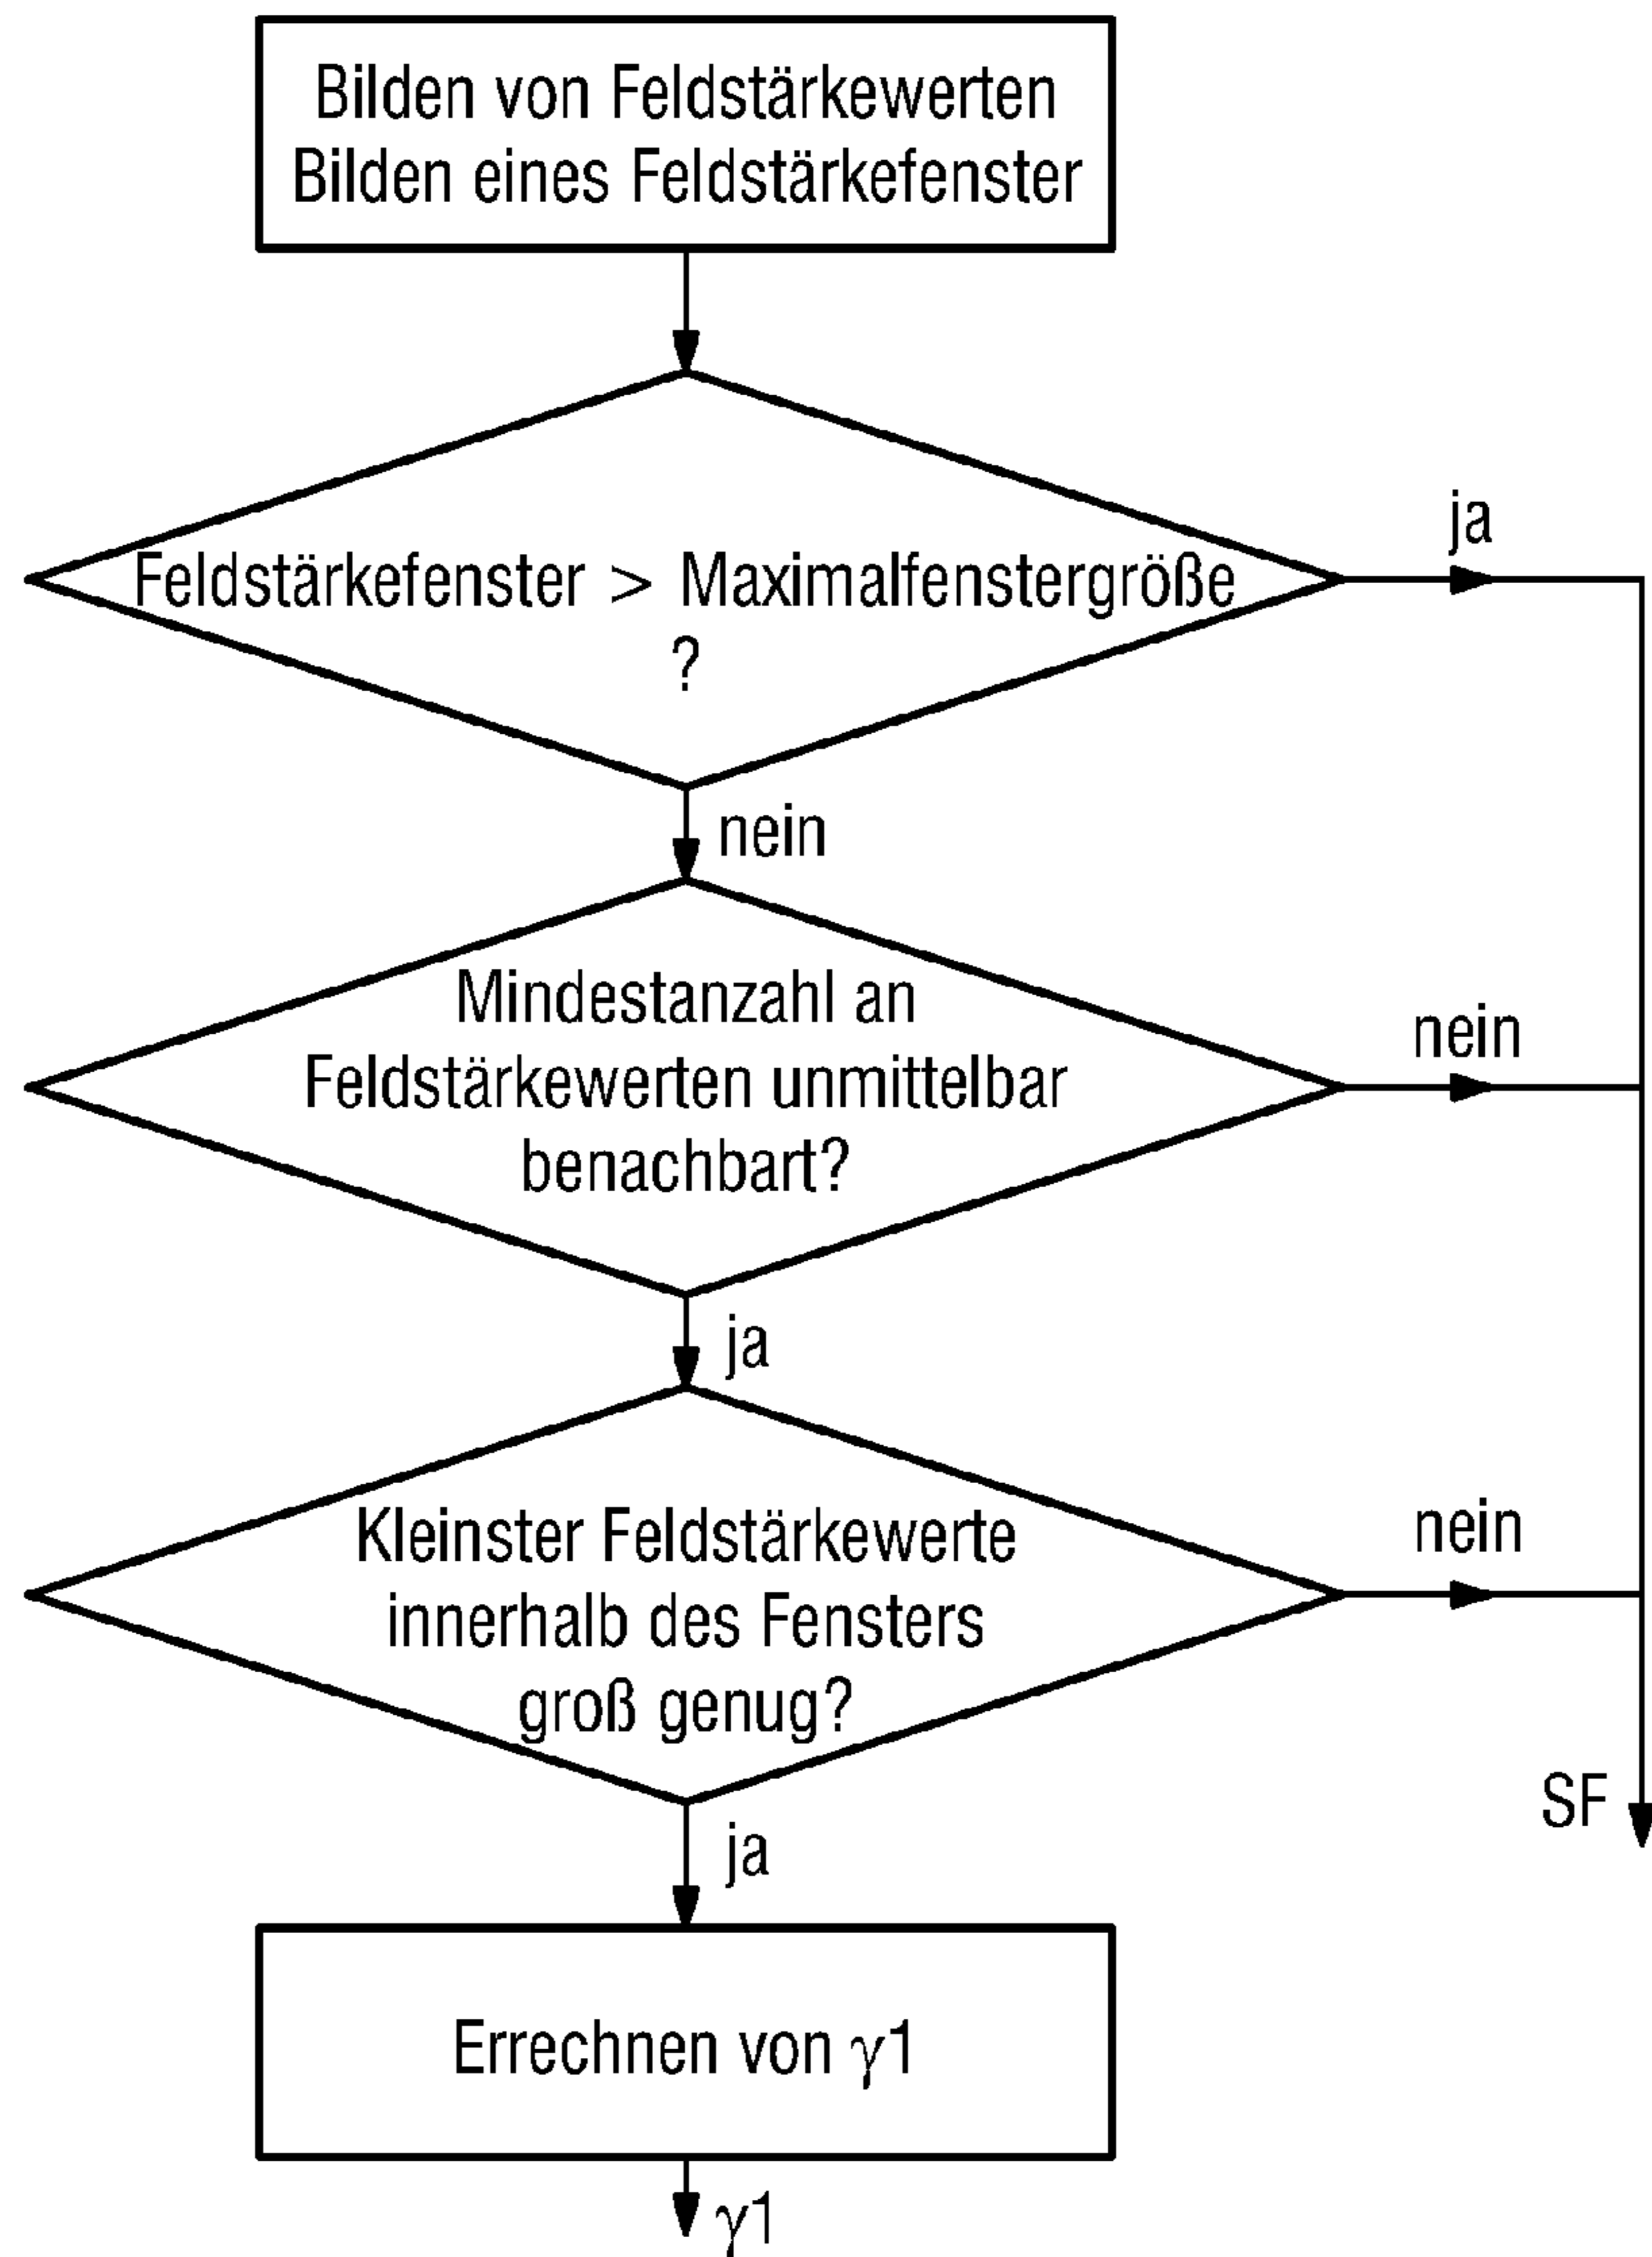 Bilden von Feldstärkewerten
Bilden eines Feldstärkefenster
ja
Feldstärkefenster > Maximalfenstergröße
?
nein
Mindestanzahl an
Feldstärkewerten unmittelbar
benachbart?
nein
ja
Kleinster Feldstärkewerte
innerhalb des Fensters
groß genug?
nein
SF
ja
Errechnen von γ1
γ1